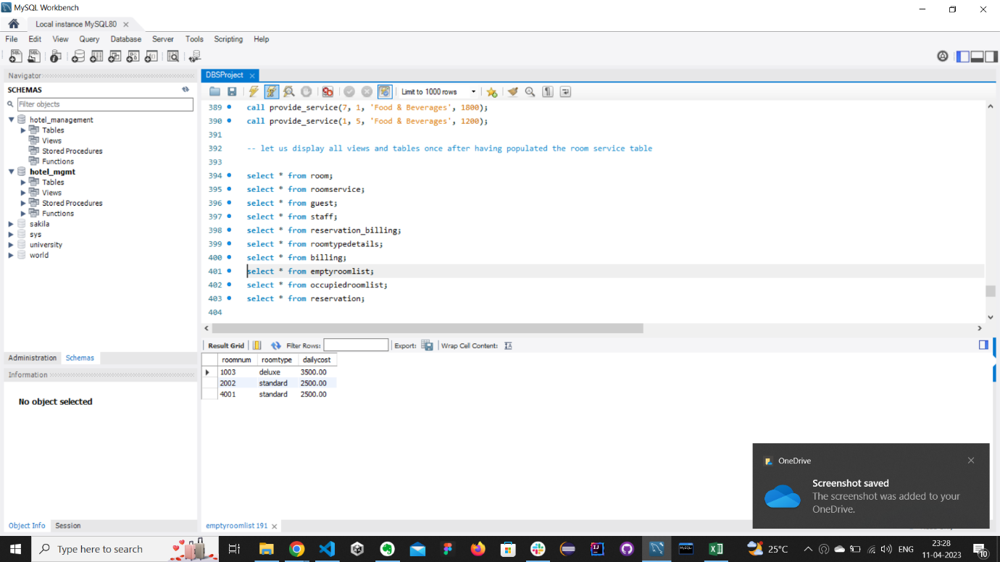 MySQL Workbench
Local instance MySQL80
File Edit View Query Database Server Tools Scripting Help
Navigator
SCHEMAS
Filter objects
hotel_management
Tables
Views
Stored Procedures
Functions
hotel_mgmt
Tables
Views
Stored Procedures
Functions
sakila
sys
university
world
Administration Schemas
Information
No object selected
Object Info Session
DBSProject
Limit to 1000 rows
389 call provide_service(7, 1, 'Food & Beverages', 1800);
390 call provide_service(1, 5, 'Food & Beverages', 1200);
391
392 -- let us display all views and tables once after having populated the room service table
393
394 select * from room;
395 select * from roomservice;
396 select * from guest;
397 select * from staff;
398 select * from reservation_billing;
399 select * from roomtypedetails;
400 select * from billing;
401 select * from emptyroomlist;
402 select * from occupiedroomlist;
403 select * from reservation;
404
Result Grid Filter Rows: Export: Wrap Cell Content:
roomnum roomtype dailycost
1003 deluxe 3500.00
2002 standard 2500.00
4001 standard 2500.00
emptyroomlist 191
OneDrive
Screenshot saved
The screenshot was added to your
OneDrive.
Type here to search
25°C
ENG
23:28
11-04-2023
10